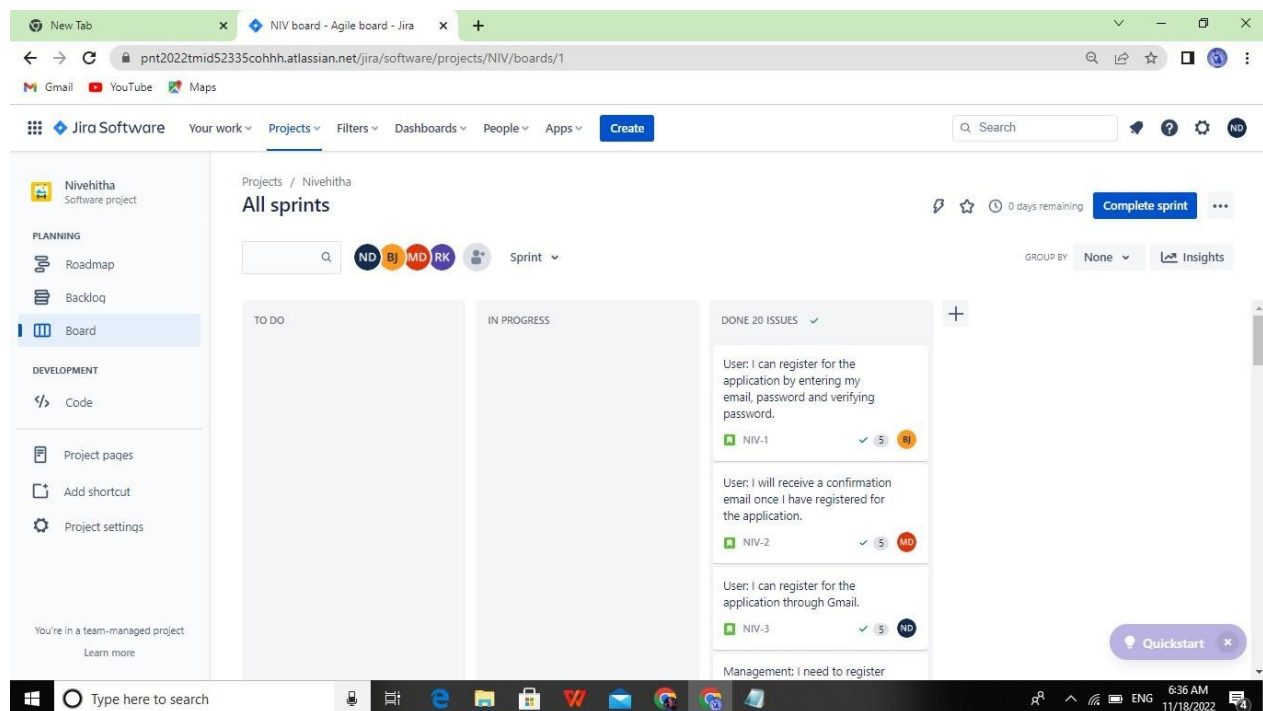 New Tab
NIV board - Agile board - Jira
pnt2022tmid52335cohhh.atlassian.net/jira/software/projects/NIV/boards/1
Gmail YouTube Maps
Jira Software Your work Projects Filters Dashboards People Apps Create Search ND
Nivehitha
Software project
PLANNING
Roadmap
Backlog
Board
DEVELOPMENT
Code
Project pages
Add shortcut
Project settings
You're in a team-managed project
Learn more
Projects / Nivehitha
All sprints
0 days remaining Complete sprint
ND BJ MD RK Sprint GROUP BY None Insights
TO DO
IN PROGRESS
DONE 20 ISSUES
User: I can register for the
application by entering my
email, password and verifying
password.
NIV-1 5 BJ
User: I will receive a confirmation
email once I have registered for
the application.
NIV-2 5 MD
User: I can register for the
application through Gmail.
NIV-3 5 ND
Management: I need to register
Quickstart
Type here to search
ENG
6:36 AM
11/18/2022
4